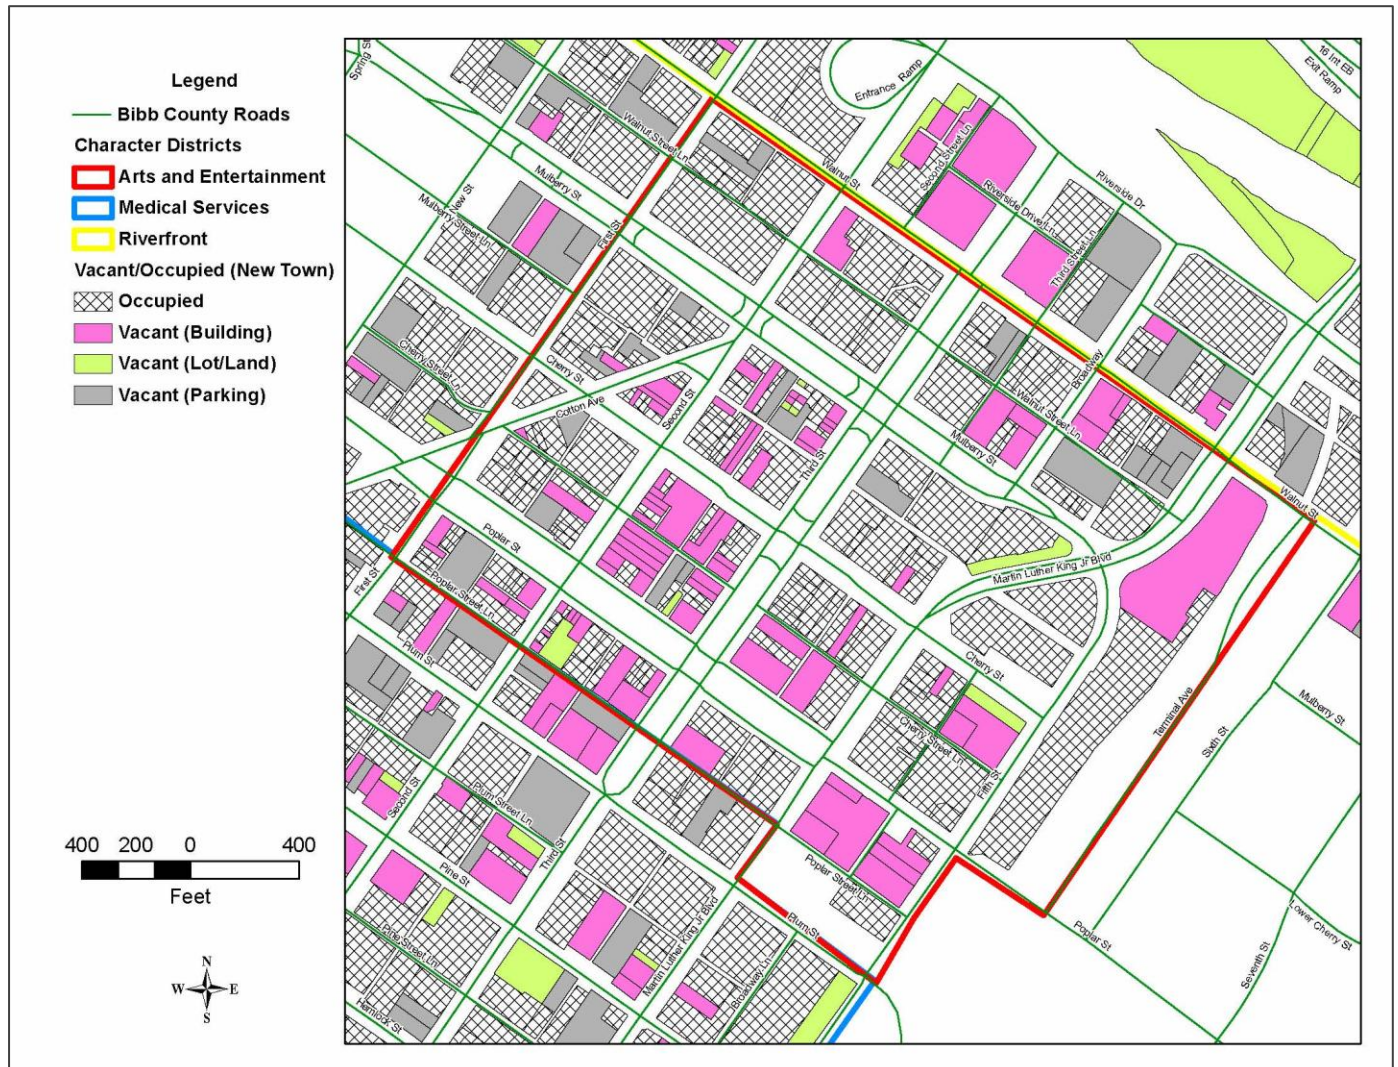 Legend
Bibb County Roads
Character Districts
Arts and Entertainment
Medical Services
Riverfront
Vacant/Occupied (New Town)
Occupied
Vacant (Building)
Vacant (Lot/Land)
Vacant (Parking)
400 200 0 400
Feet
N
W E
S
Spring St
16 Int EB
Exit Ramp
Entrance Ramp
Walnut Street Ln
Walnut St
Second Street Ln
Riverside Dr
Riverside Drive Ln
Third Street Ln
Mulberry St
New St
Mulberry Street Ln
First St
Cherry St
Cherry Street Ln
Cotton Ave
Second St
Third St
Broadway
Walnut Street Ln
Mulberry St
Walnut St
Martin Luther King Jr Blvd
Poplar St
First St
Poplar Street Ln
Plum St
Cherry St
Cherry Street Ln
Fifth St
Terminal Ave
Sixth St
Mulberry St
Second St
Plum Street Ln
Third St
Pine St
Pine Street Ln
Hemlock St
Martin Luther King Jr Blvd
Broadway Ln
Plum St
Poplar Street Ln
Poplar St
Seventh St
Lower Cherry St